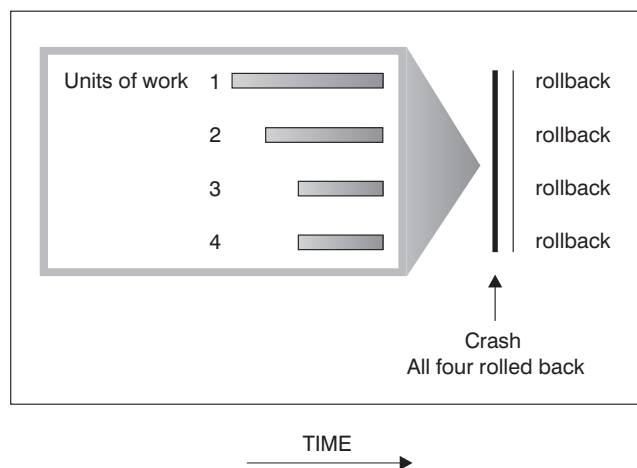 Units of work 1 rollback
2 rollback
3 rollback
4 rollback
Crash
All four rolled back
TIME